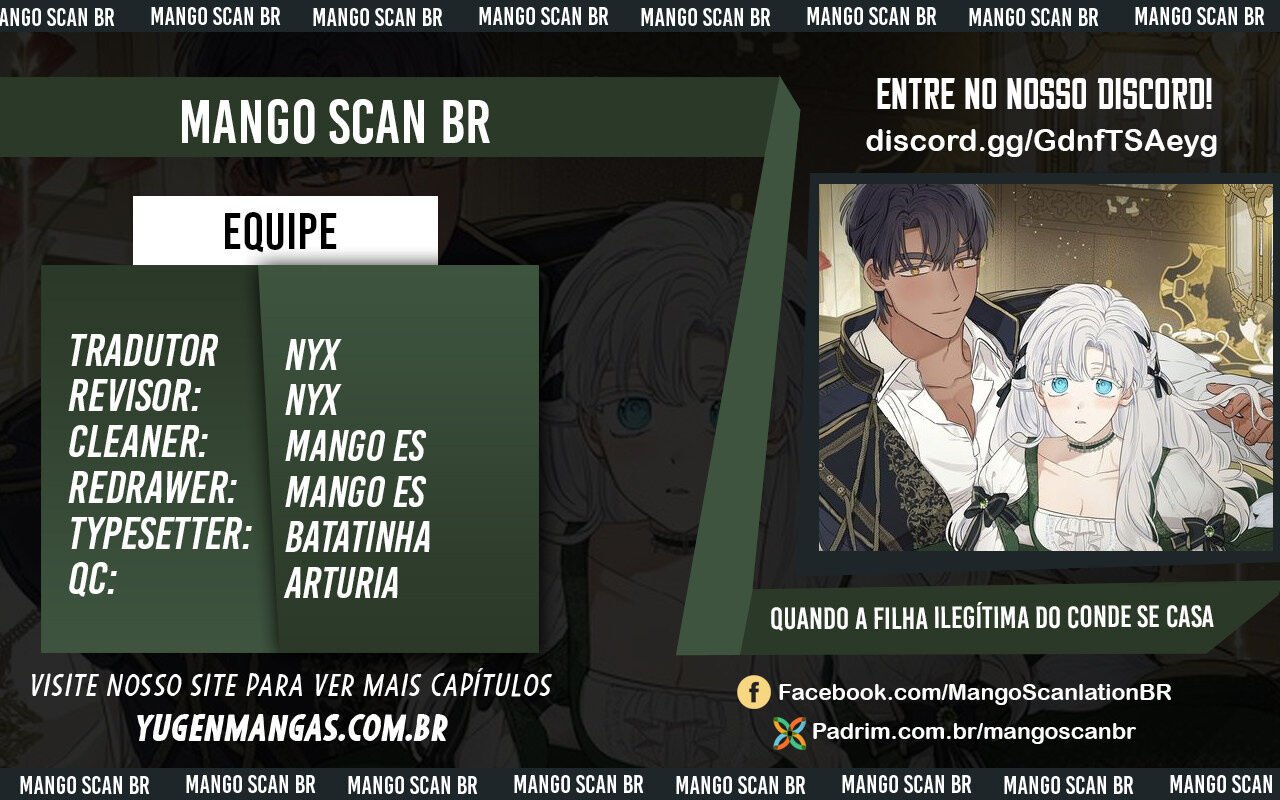 ANGO SCAN BR MANGO SCAN BR MANGO SCAN BR MANGO SCAN BR MANGO SCAN BR MANGO SCAN BR MANGO SCAN BR MANGO SCAN BR
MANGO SCAN BR
ENTRE NO NOSSO DISCORD!
discord.gg/GdnfTSAeyg
EQUIPE
TRADUTOR NYX
REVISOR: NYX
CLEANER: MANGO ES
REDRAWER: MANGO ES
TYPESETTER: BATATINHA
QC: ARTURIA
QUANDO A FILHA ILEGÍTIMA DO CONDE SE CASA
VISITE NOSSO SITE PARA VER MAIS CAPÍTULOS
YUGENMANGAS.COM.BR
f Facebook.com/MangoScanlationBR
Padrim.com.br/mangoscanbr
MANGO SCAN BR MANGO SCAN BR MANGO SCAN BR MANGO SCAN BR MANGO SCAN BR MANGO SCAN BR MANGO SCAN BR MANGO SCAN